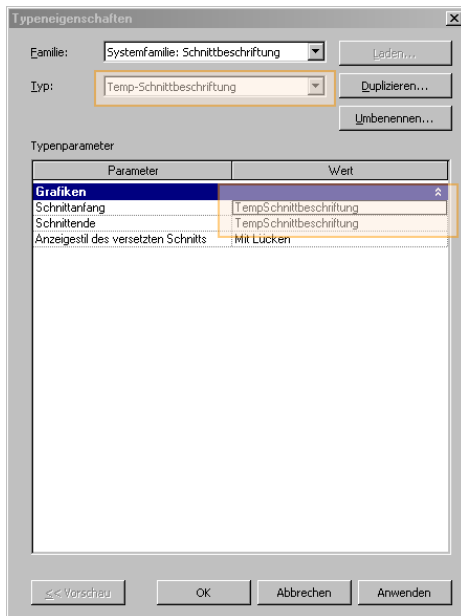 Typeneigenschaften
Familie: Systemfamilie: Schnittbeschriftung Laden...
Typ: Temp-Schnittbeschriftung Duplizieren...
Umbenennen...
Typenparameter
Parameter Wert
Grafiken
Schnittanfang TempSchnittbeschriftung
Schnittende TempSchnittbeschriftung
Anzeigestil des versetzten Schnitts Mit Lücken
<< Vorschau OK Abbrechen Anwenden